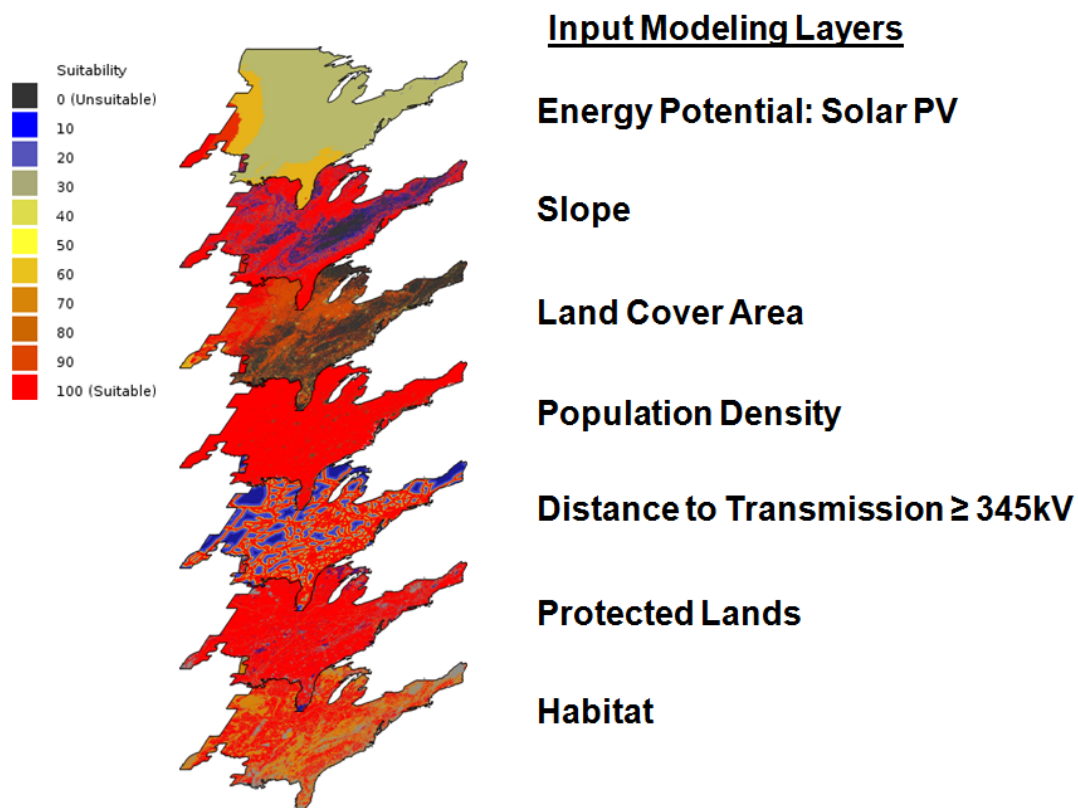 Input Modeling Layers
Suitability
0 (Unsuitable)
10
20
30
40
50
60
70
80
90
100 (Suitable)
Energy Potential: Solar PV
Slope
Land Cover Area
Population Density
Distance to Transmission ≥ 345kV
Protected Lands
Habitat